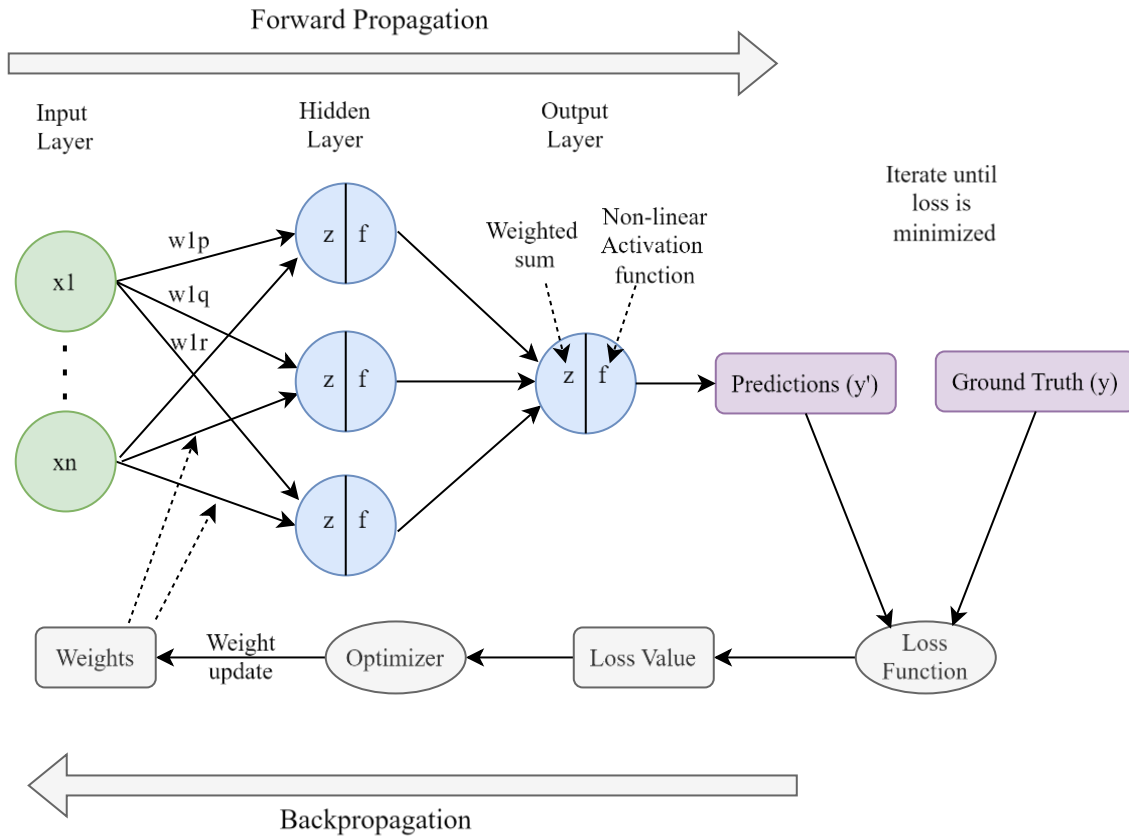 Forward Propagation
Input
Layer
Hidden
Layer
Output
Layer
Iterate until
loss is
minimized
Weighted
sum
Non-linear
Activation
function
x1
w1p
w1q
w1r
z f
z f
z f
z f
xn
Predictions (y')
Ground Truth (y)
Weights
Weight
update
Optimizer
Loss Value
Loss
Function
Backpropagation